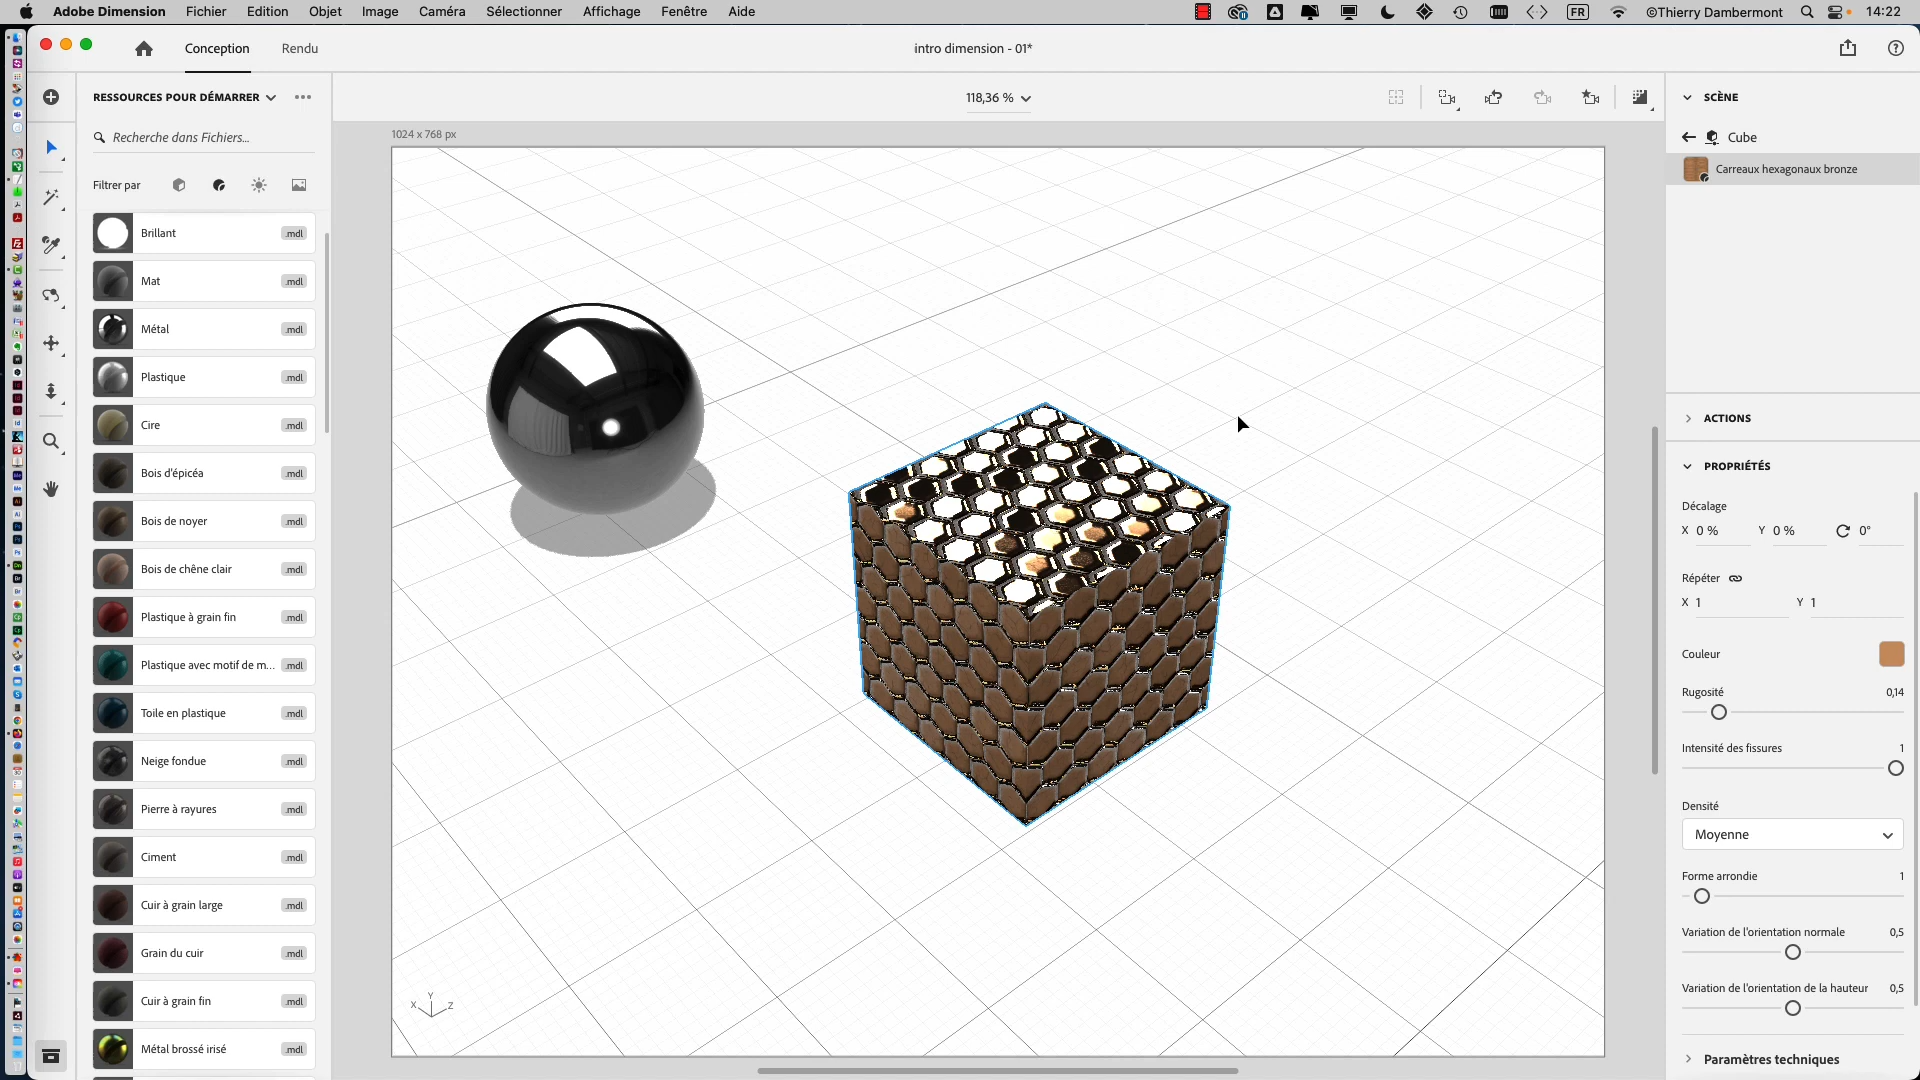 Adobe Dimension Fichier Edition Objet Image Caméra Sélectionner Affichage Fenêtre Aide FR ©Thierry Dambermont 14:22
Conception Rendu intro dimension - 01*
RESSOURCES POUR DÉMARRER
Recherche dans Fichiers...
Filtrer par
Brillant .mdl
Mat .mdl
Métal .mdl
Plastique .mdl
Cire .mdl
Bois d'épicéa .mdl
Bois de noyer .mdl
Bois de chêne clair .mdl
Plastique à grain fin .mdl
Plastique avec motif de m... .mdl
Toile en plastique .mdl
Neige fondue .mdl
Pierre à rayures .mdl
Ciment .mdl
Cuir à grain large .mdl
Grain du cuir .mdl
Cuir à grain fin .mdl
Métal brossé irisé .mdl
118,36 %
1024 x 768 px
X Y Z
SCÈNE
Cube
Carreaux hexagonaux bronze
ACTIONS
PROPRIÉTÉS
Décalage
X 0 % Y 0 % 0°
Répéter
X 1 Y 1
Couleur
Rugosité 0,14
Intensité des fissures 1
Densité
Moyenne
Forme arrondie 1
Variation de l'orientation normale 0,5
Variation de l'orientation de la hauteur 0,5
Paramètres techniques